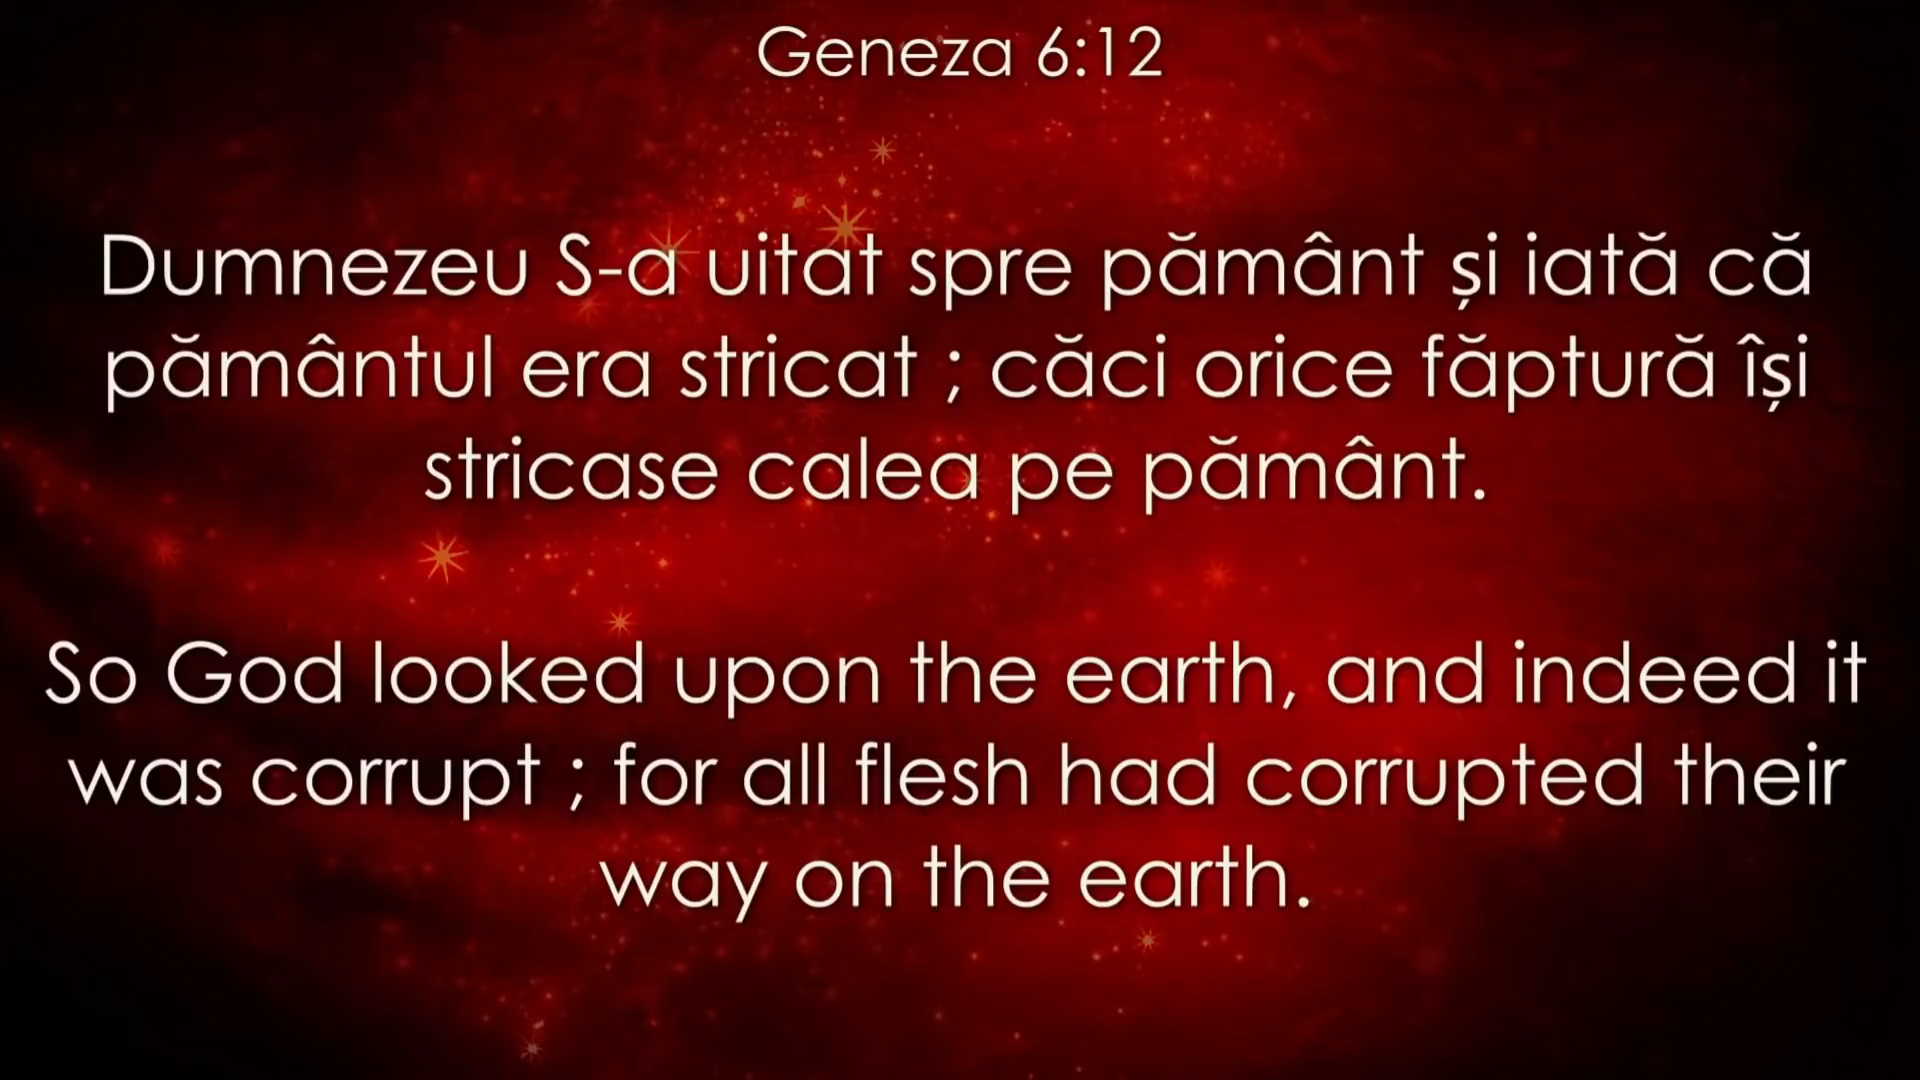 Geneza 6:12
Dumnezeu S-a uitat spre pământ și iată că
pământul era stricat ; căci orice făptură își
stricase calea pe pământ.
So God looked upon the earth, and indeed it
was corrupt ; for all flesh had corrupted their
way on the earth.